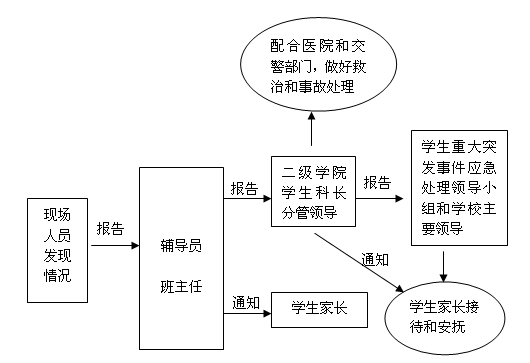 配合医院和交
警部门，做好救
治和事故处理
现场
人员
发现
情况
报告
辅导员
班主任
报告
二级学院
学生科长
分管领导
报告
学生重大突
发事件应急
处理领导小
组和学校主
要领导
通知
学生家长
通知
学生家长接
待和安抚